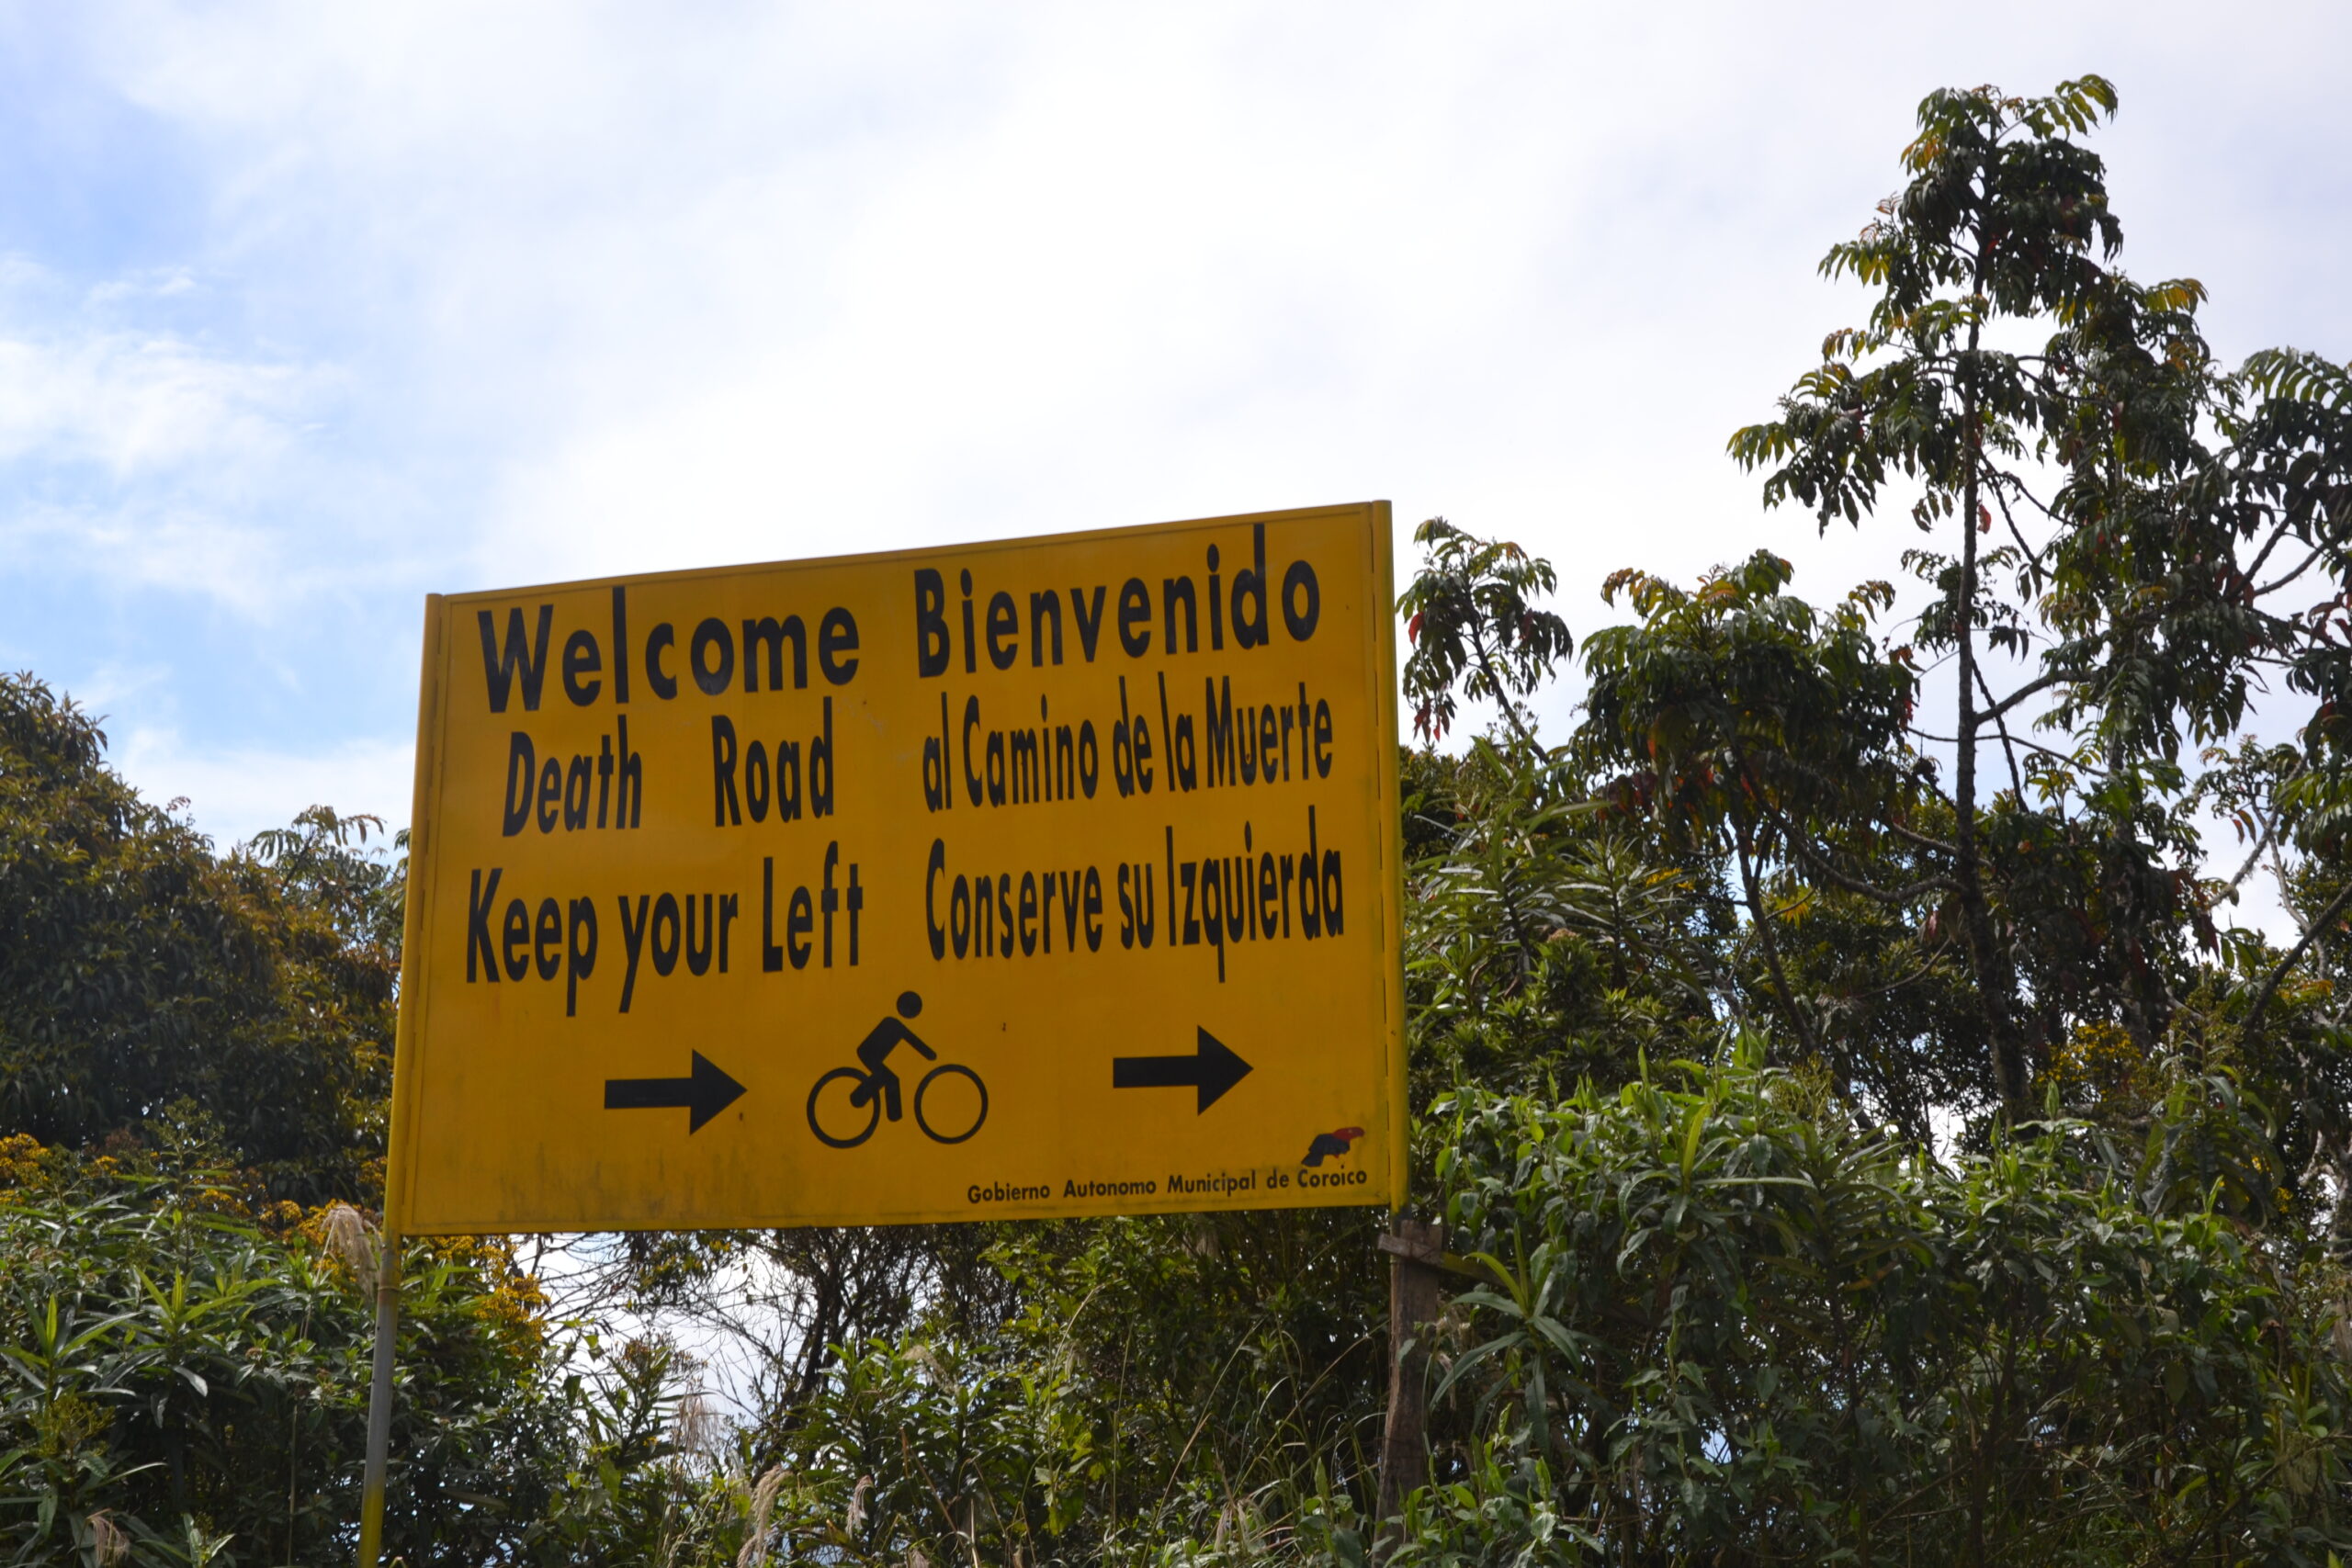 Welcome Bienvenido
Death Road al Camino de la Muerte
Keep your Left Conserve su Izquierda
Gobierno Autonomo Municipal de Coroico